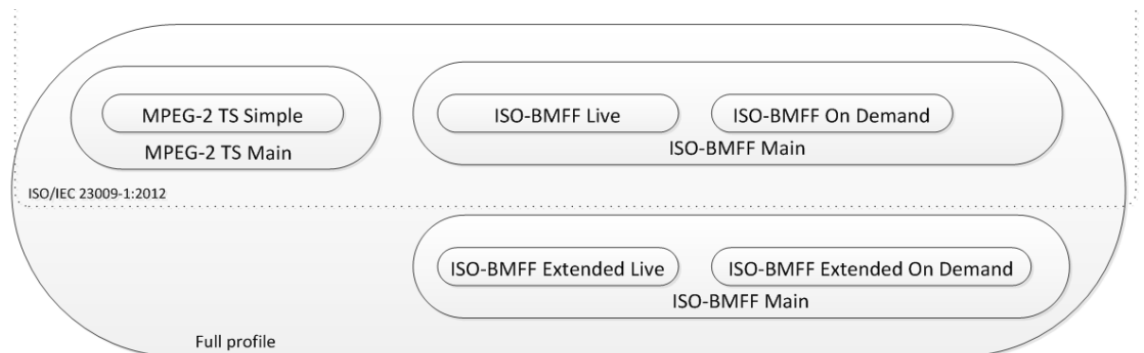 MPEG-2 TS Simple
MPEG-2 TS Main
ISO-BMFF Live
ISO-BMFF On Demand
ISO-BMFF Main
ISO/IEC 23009-1:2012
ISO-BMFF Extended Live
ISO-BMFF Extended On Demand
ISO-BMFF Main
Full profile